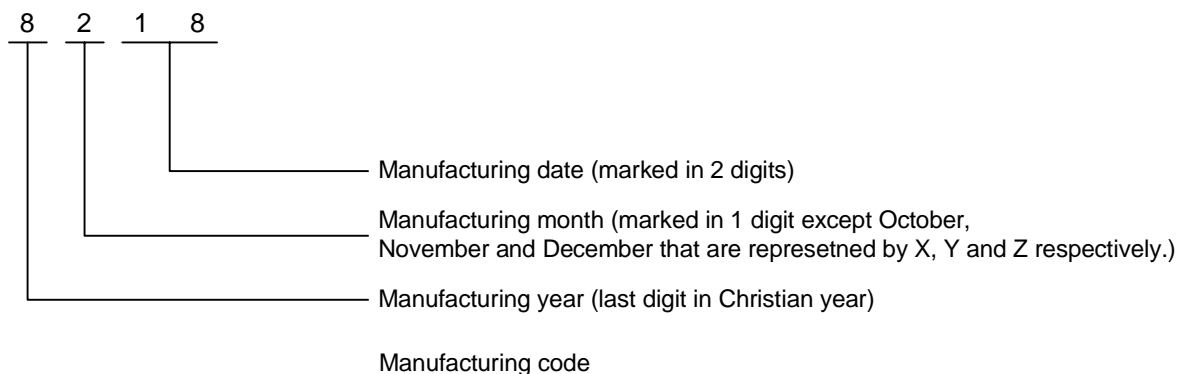 8 2 1 8
Manufacturing date (marked in 2 digits)
Manufacturing month (marked in 1 digit except October,
November and December that are represetned by X, Y and Z respectively.)
Manufacturing year (last digit in Christian year)
Manufacturing code